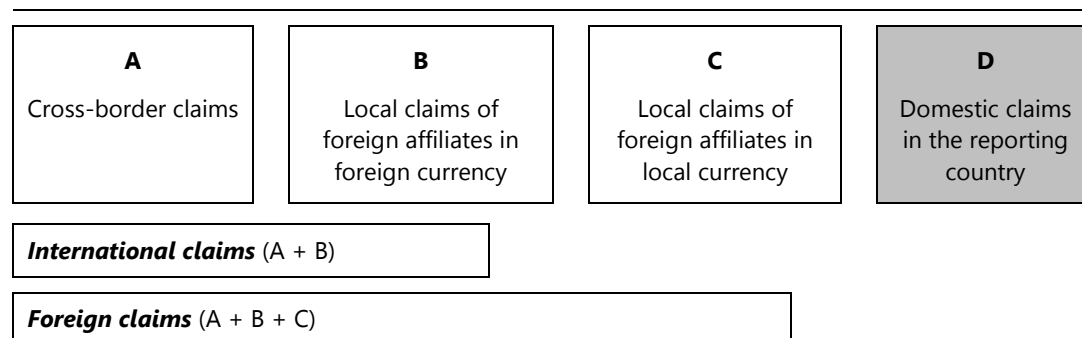 A
Cross-border claims
B
Local claims of
foreign affiliates in
foreign currency
C
Local claims of
foreign affiliates in
local currency
D
Domestic claims
in the reporting
country
International claims (A + B)
Foreign claims (A + B + C)